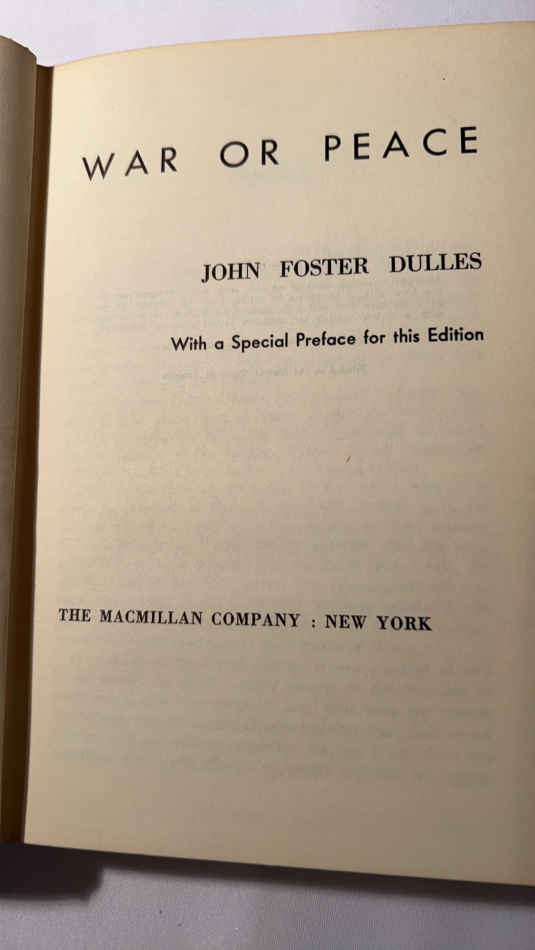 WAR OR PEACE
JOHN FOSTER DULLES
With a Special Preface for this Edition
THE MACMILLAN COMPANY : NEW YORK